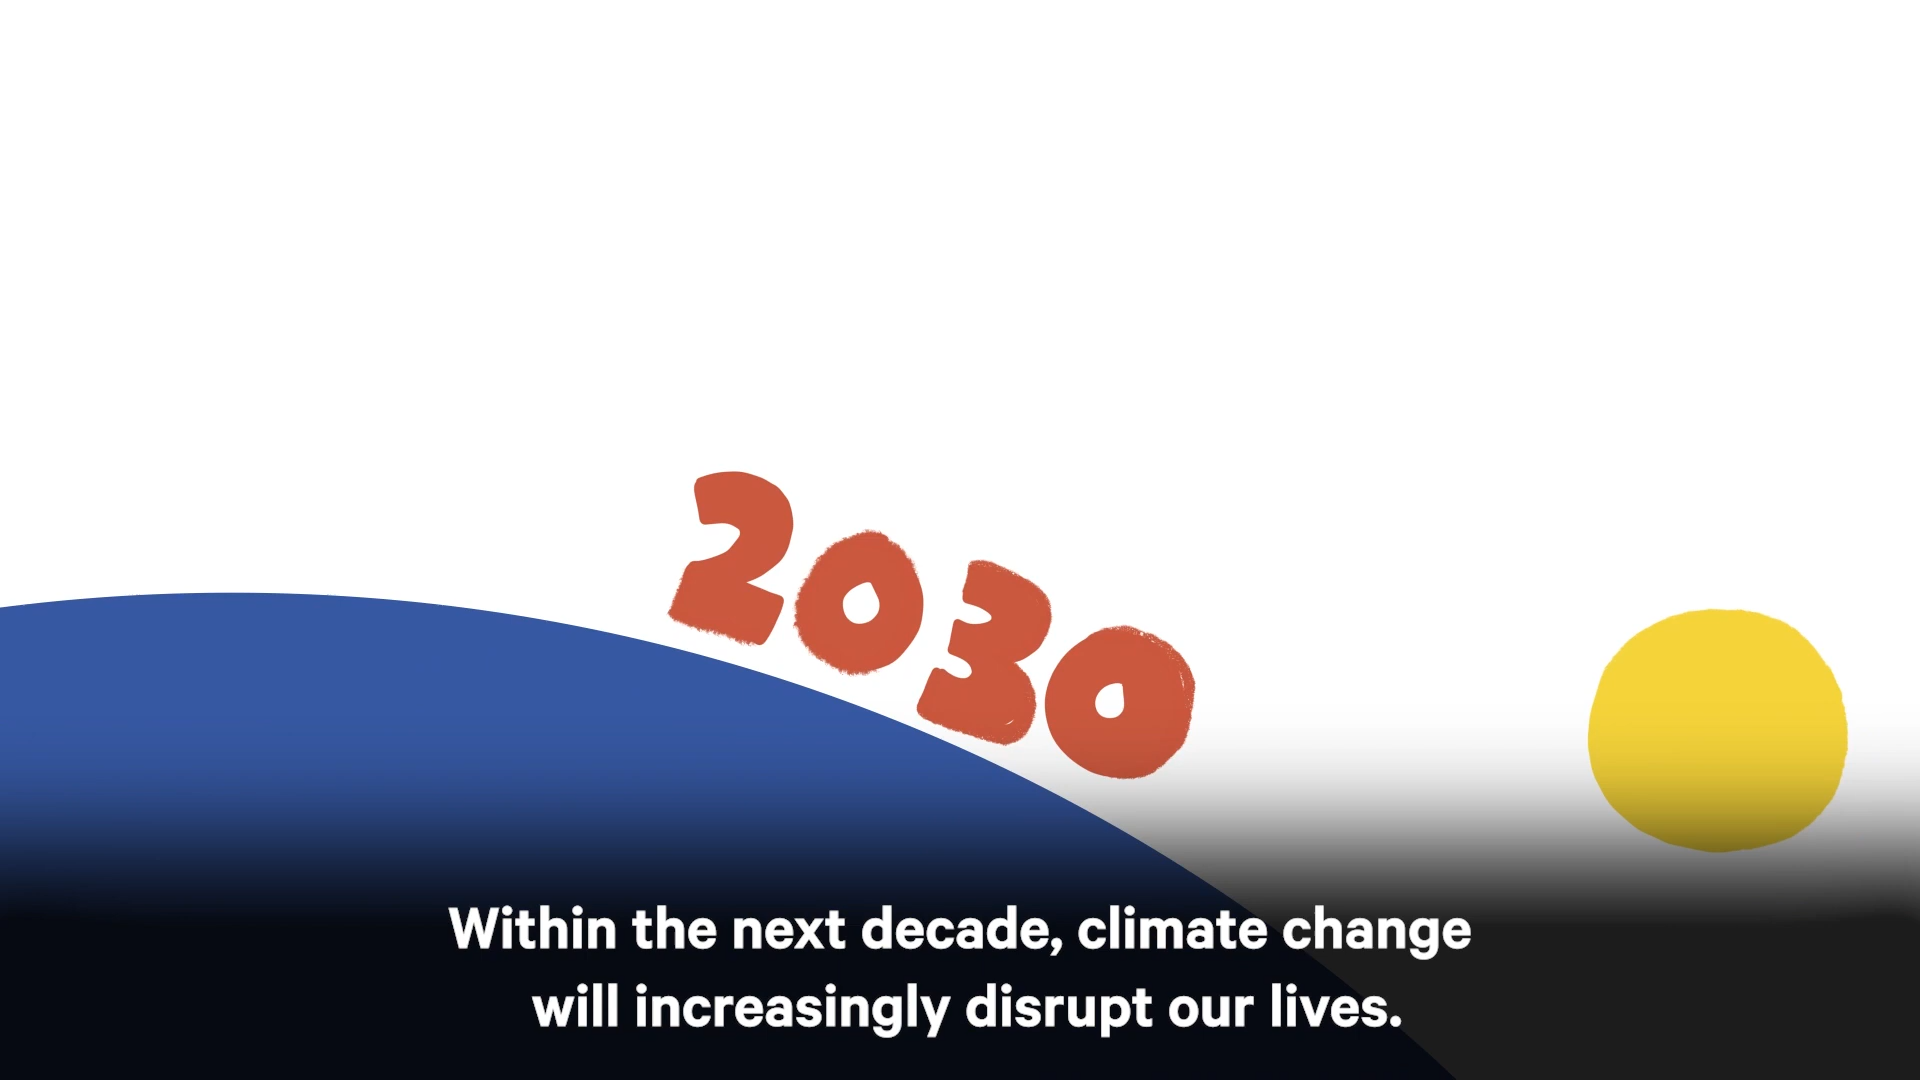 2030
Within the next decade, climate change
will increasingly disrupt our lives.